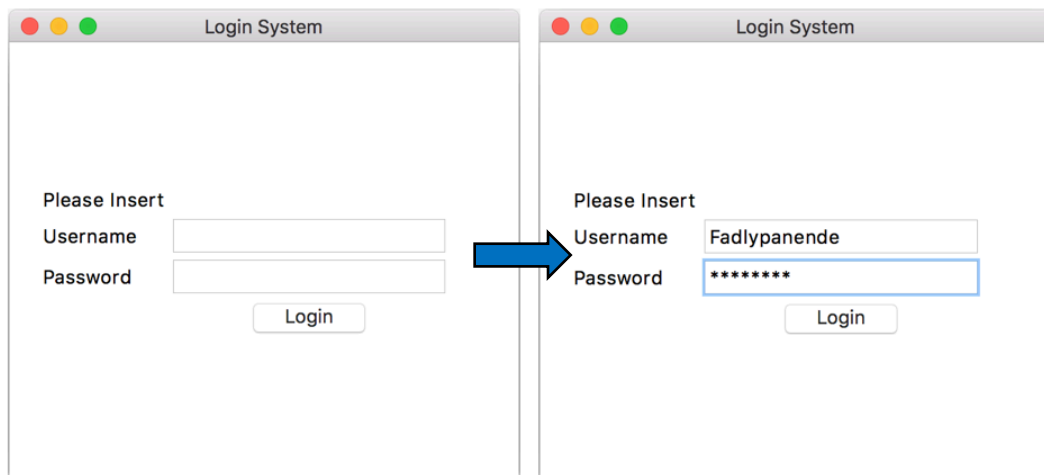 Login System
Please Insert
Username
Password
Login
Login System
Please Insert
Username Fadlypanende
Password ********
Login